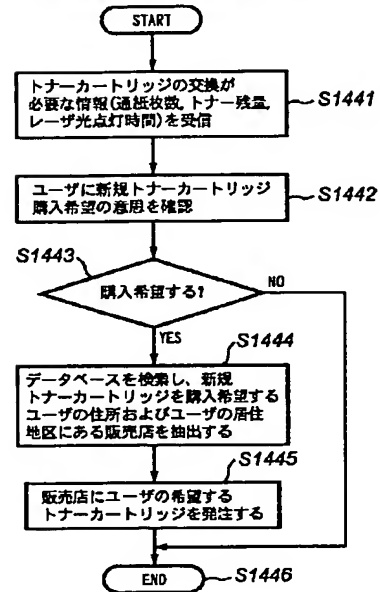 START
トナーカートリッジの交換が
必要な情報(通紙枚数,トナー残量,
レーザ光点灯時間)を受信
S1441
ユーザに新規トナーカートリッジ
購入希望の意思を確認
S1442
S1443
購入希望する?
NO
YES
S1444
データベースを検索し、新規
トナーカートリッジを購入希望する
ユーザの住所およびユーザの居住
地区にある販売店を抽出する
S1445
販売店にユーザの希望する
トナーカートリッジを発注する
END
S1446